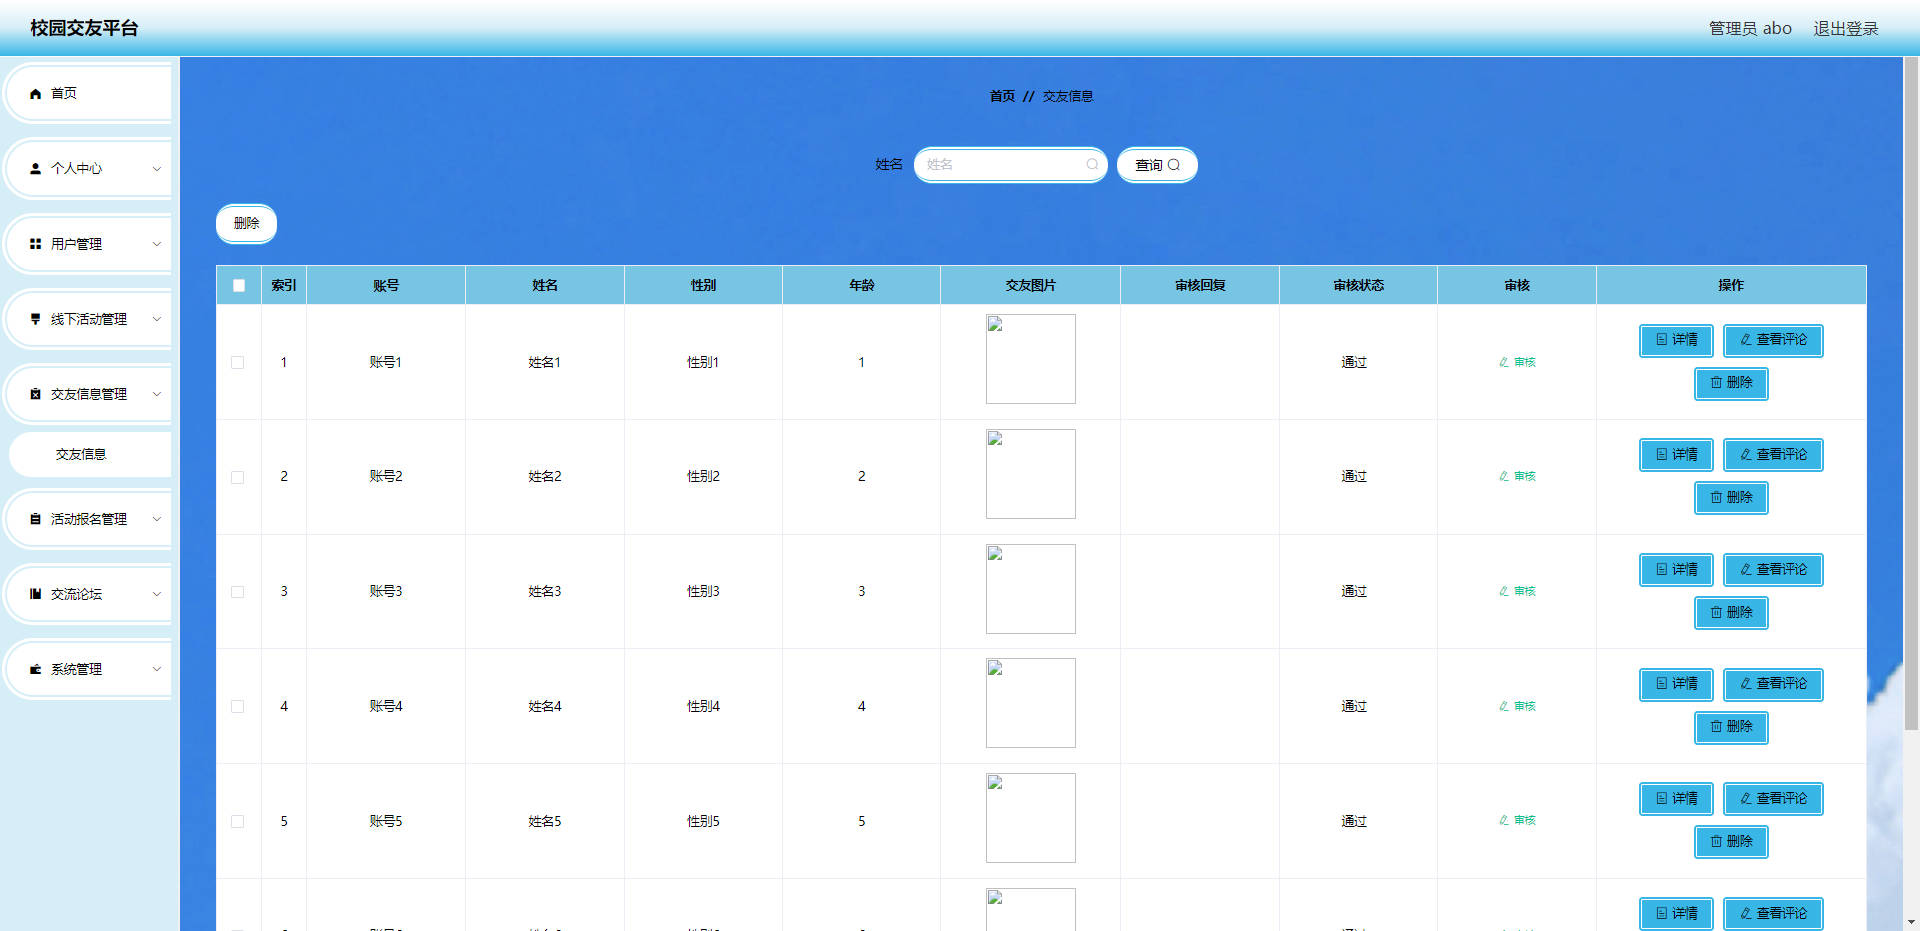 校园交友平台
管理员 abo 退出登录
首页
个人中心
用户管理
线下活动管理
交友信息管理
交友信息
活动报名管理
交流论坛
系统管理
首页 // 交友信息
姓名 姓名 查询
删除
索引 账号 姓名 性别 年龄 交友图片 审核回复 审核状态 审核 操作
1 账号1 姓名1 性别1 1 通过 审核 详情 查看评论
删除
2 账号2 姓名2 性别2 2 通过 审核 详情 查看评论
删除
3 账号3 姓名3 性别3 3 通过 审核 详情 查看评论
删除
4 账号4 姓名4 性别4 4 通过 审核 详情 查看评论
删除
5 账号5 姓名5 性别5 5 通过 审核 详情 查看评论
删除
详情 查看评论